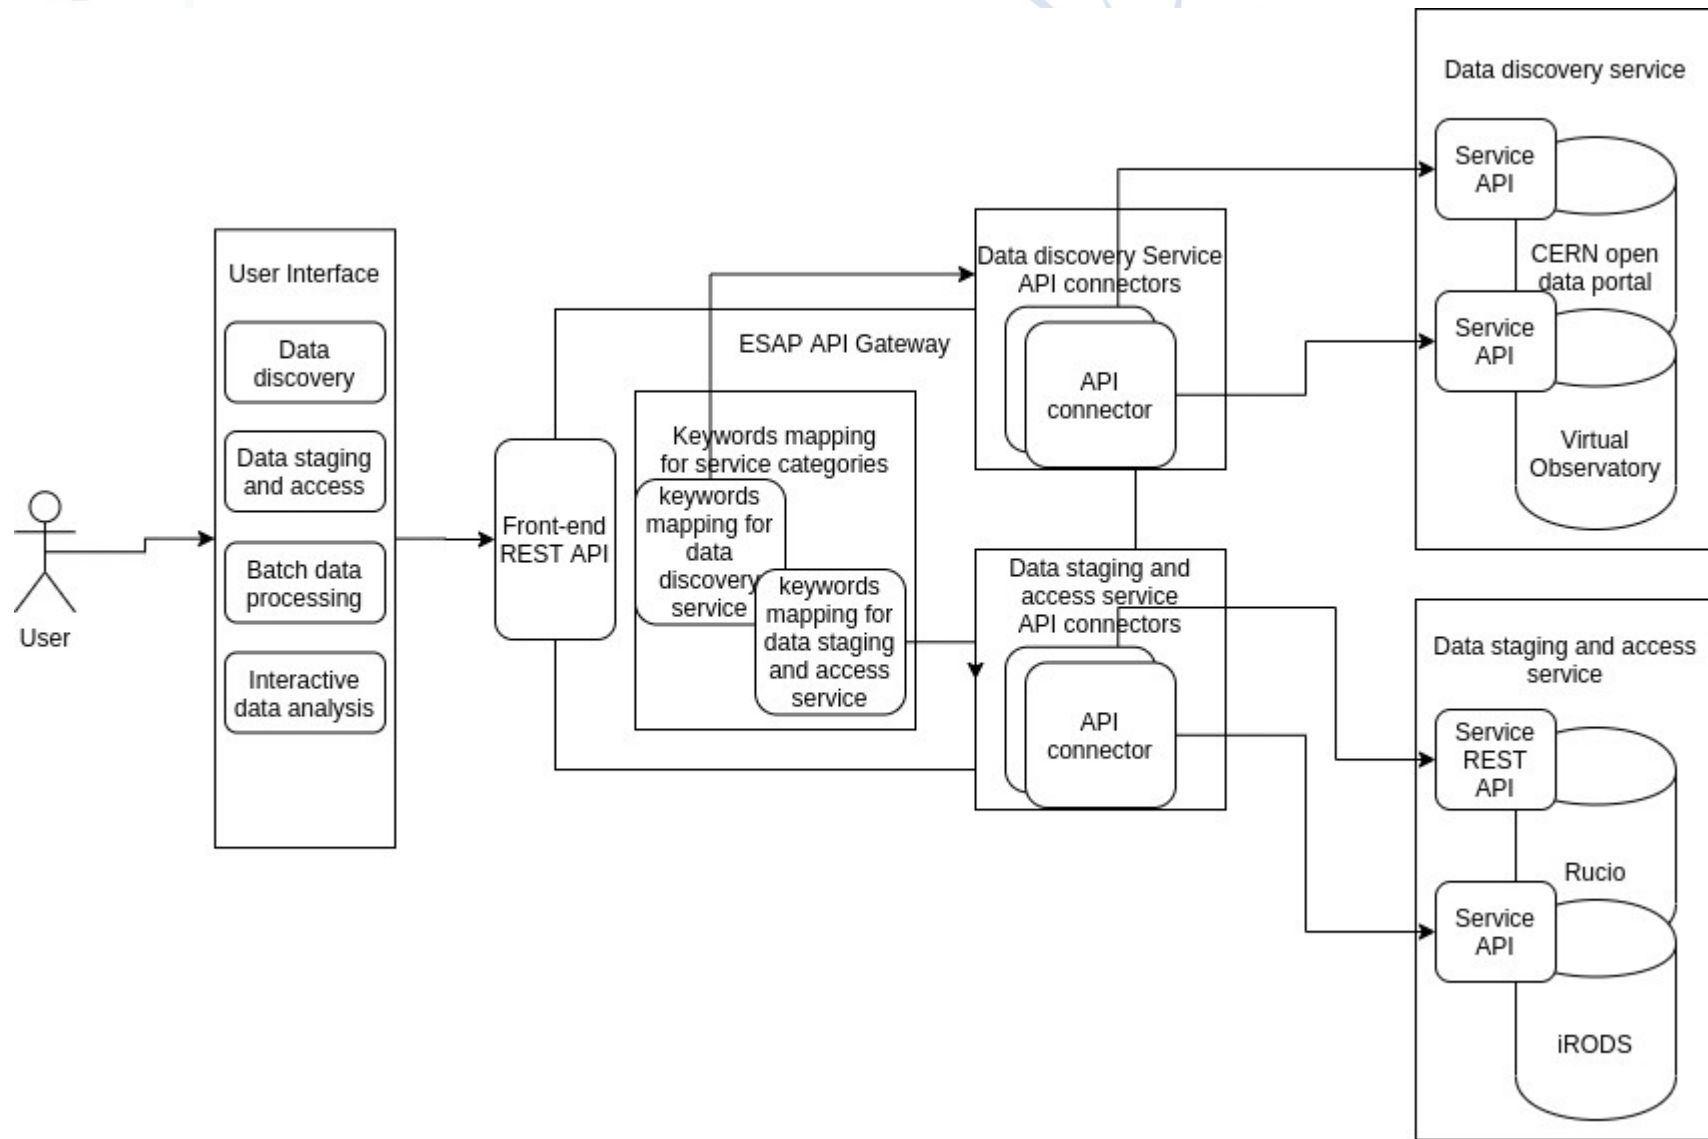 User
User Interface
Data
discovery
Data staging
and access
Batch data
processing
Interactive
data analysis
Front-end
REST API
ESAP API Gateway
Keywords mapping
for service categories
keywords
mapping for
data
discovery
service
keywords
mapping for
data staging
and access
service
Data discovery Service
API connectors
API
connector
Data staging and
access service
API connectors
API
connector
Data discovery service
Service
API
CERN open
data portal
Service
API
Virtual
Observatory
Data staging and access
service
Service
REST
API
Rucio
Service
API
iRODS